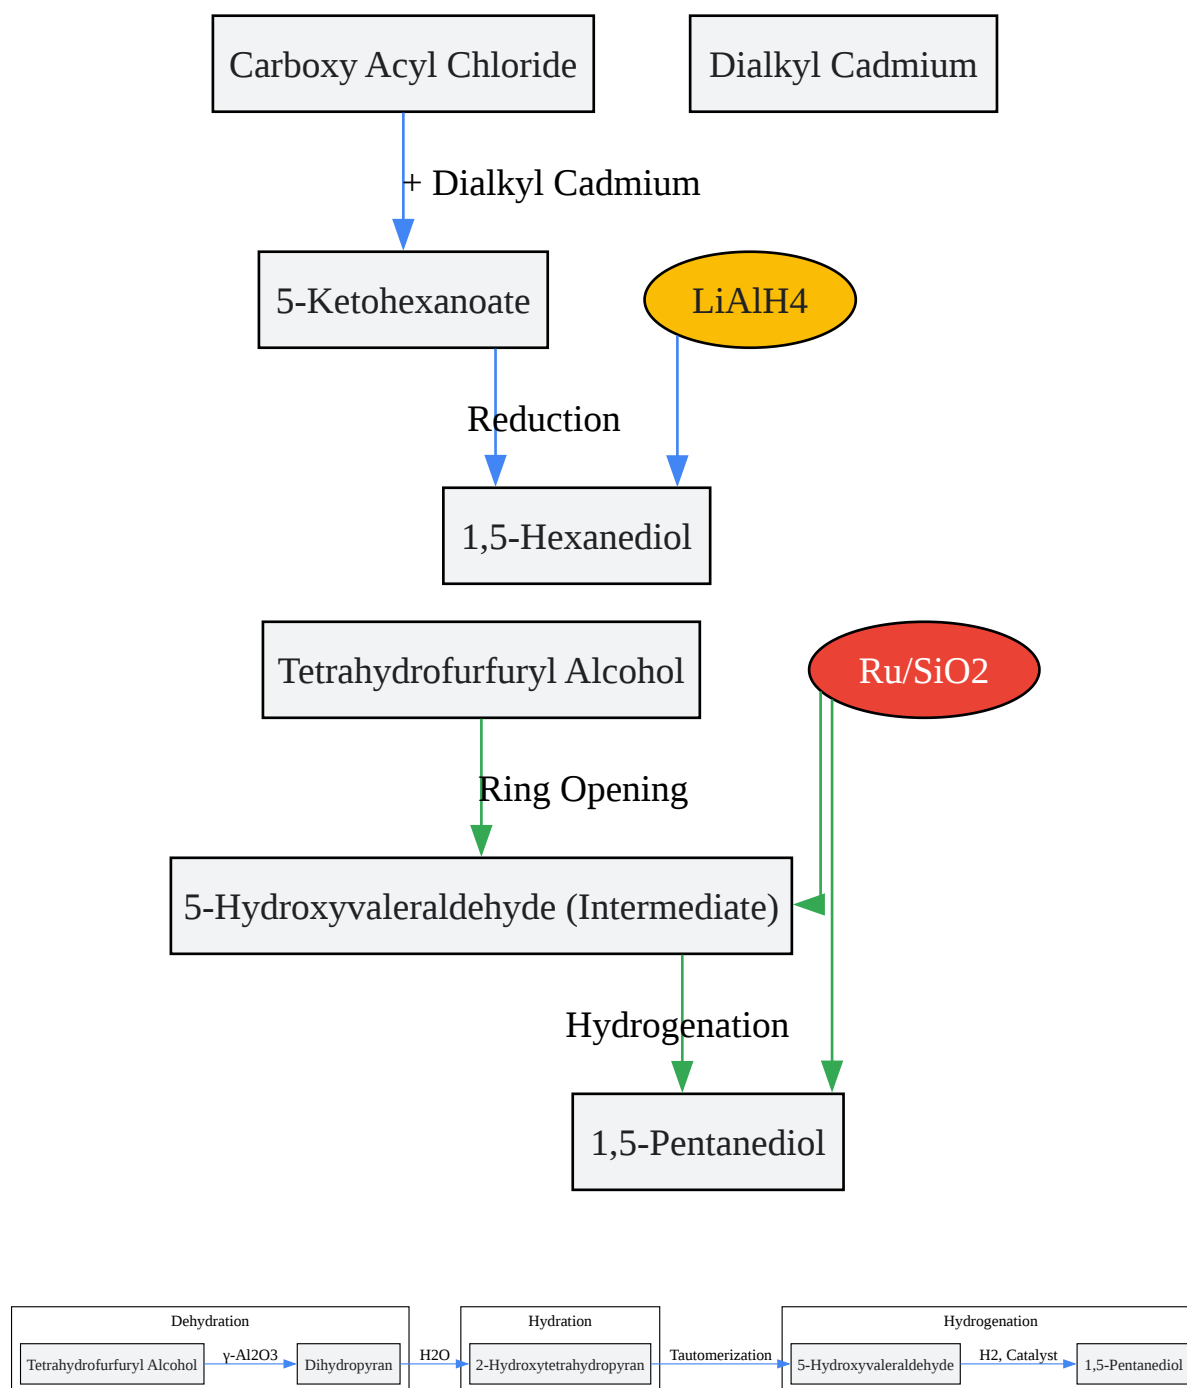 Carboxy Acyl Chloride
Dialkyl Cadmium
+ Dialkyl Cadmium
5-Ketohexanoate
LiAlH4
Reduction
1,5-Hexanediol
Tetrahydrofurfuryl Alcohol
Ru/SiO2
Ring Opening
5-Hydroxyvaleraldehyde (Intermediate)
Hydrogenation
1,5-Pentanediol
Dehydration
Hydration
Hydrogenation
Tetrahydrofurfuryl Alcohol
γ-Al2O3
Dihydropyran
H2O
2-Hydroxytetrahydropyran
Tautomerization
5-Hydroxyvaleraldehyde
H2, Catalyst
1,5-Pentanediol